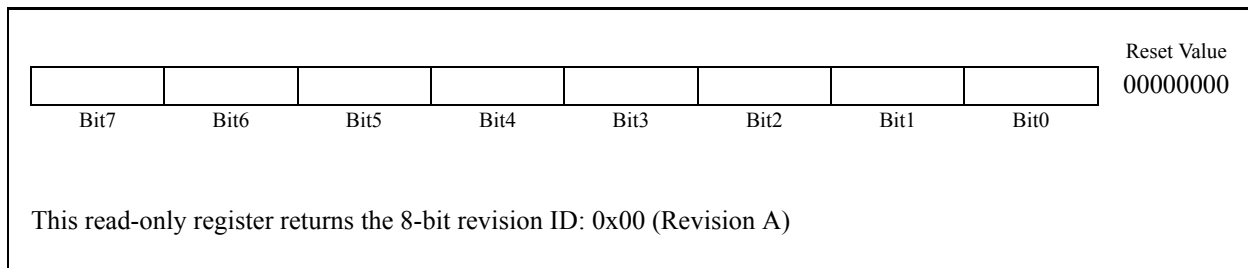 Reset Value
00000000
Bit7 Bit6 Bit5 Bit4 Bit3 Bit2 Bit1 Bit0
This read-only register returns the 8-bit revision ID: 0x00 (Revision A)